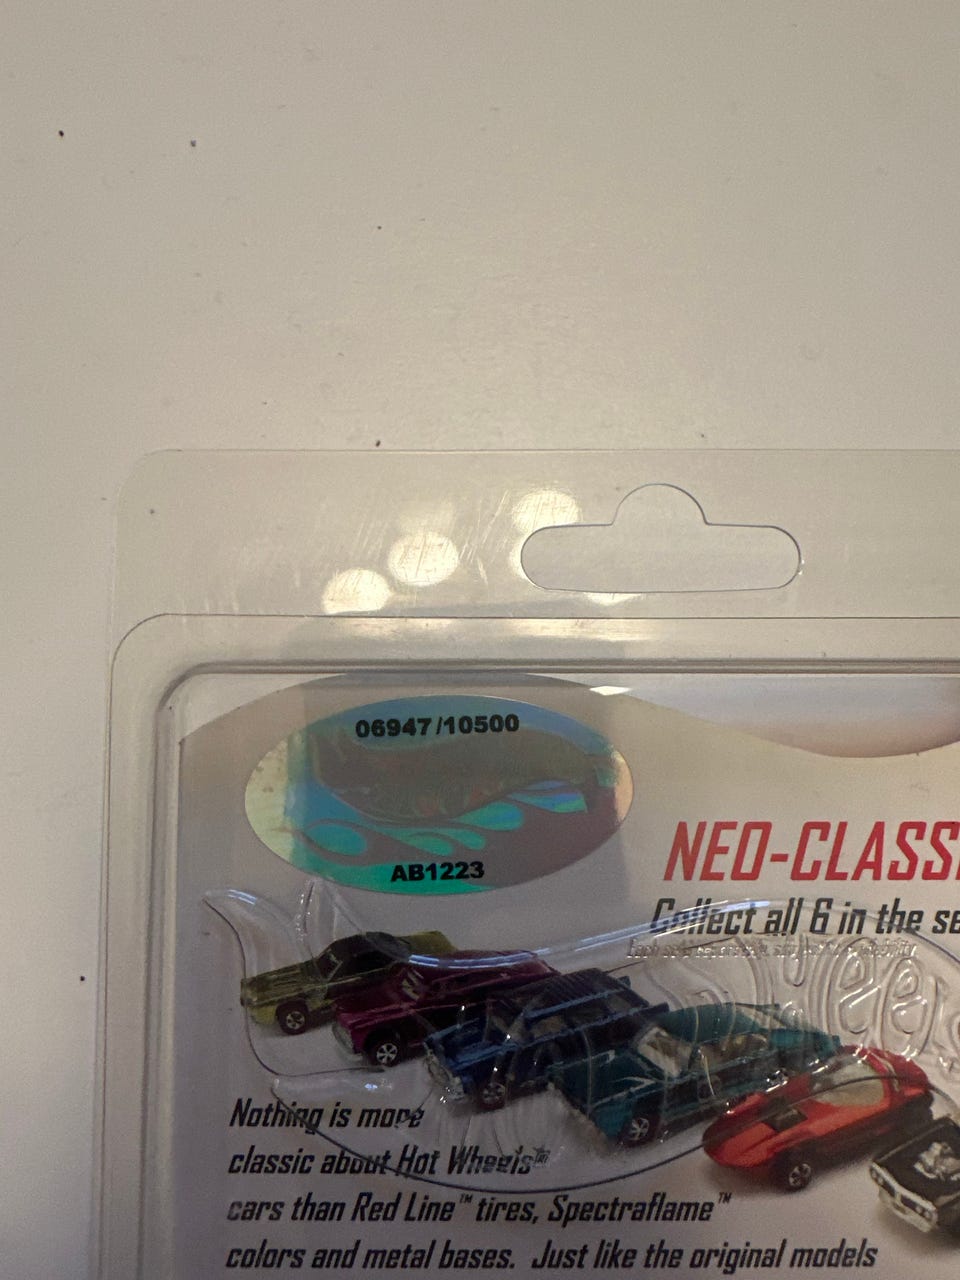 06947/10500
AB1223
NEO-CLASS
Collect all 6 in the se
Nothing is more
classic about Hot Wheels®
cars than Red Line™ tires, Spectraflame™
colors and metal bases. Just like the original models